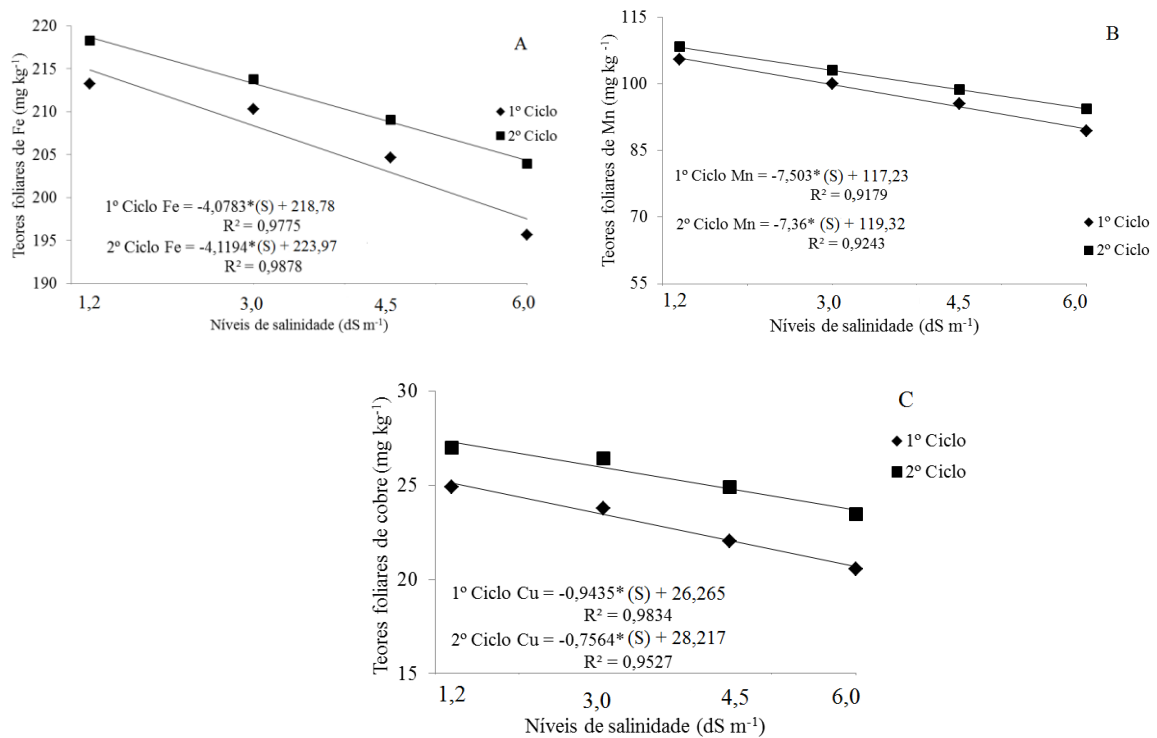 A
Teores foliares de Fe (mg kg-1)
220
215
210
205
200
195
190
1º Ciclo
2º Ciclo
1º Ciclo Fe = -4,0783*(S) + 218,78
R² = 0,9775
2º Ciclo Fe = -4,1194*(S) + 223,97
R² = 0,9878
1,2
3,0
4,5
6,0
Níveis de salinidade (dS m-1)
B
Teores foliares de Mn (mg kg -1)
115
100
85
70
55
1º Ciclo Mn = -7,503* (S) + 117,23
R² = 0,9179
2º Ciclo Mn = -7,36* (S) + 119,32
R² = 0,9243
1º Ciclo
2º Ciclo
1,2
3,0
4,5
6,0
Níveis de salinidade (dS m-1)
C
Teores foliares de cobre (mg kg-1)
30
25
20
15
1º Ciclo
2º Ciclo
1º Ciclo Cu = -0,9435* (S) + 26,265
R² = 0,9834
2º Ciclo Cu = -0,7564* (S) + 28,217
R² = 0,9527
1,2
3,0
4,5
6,0
Níveis de salinidade (dS m-1)